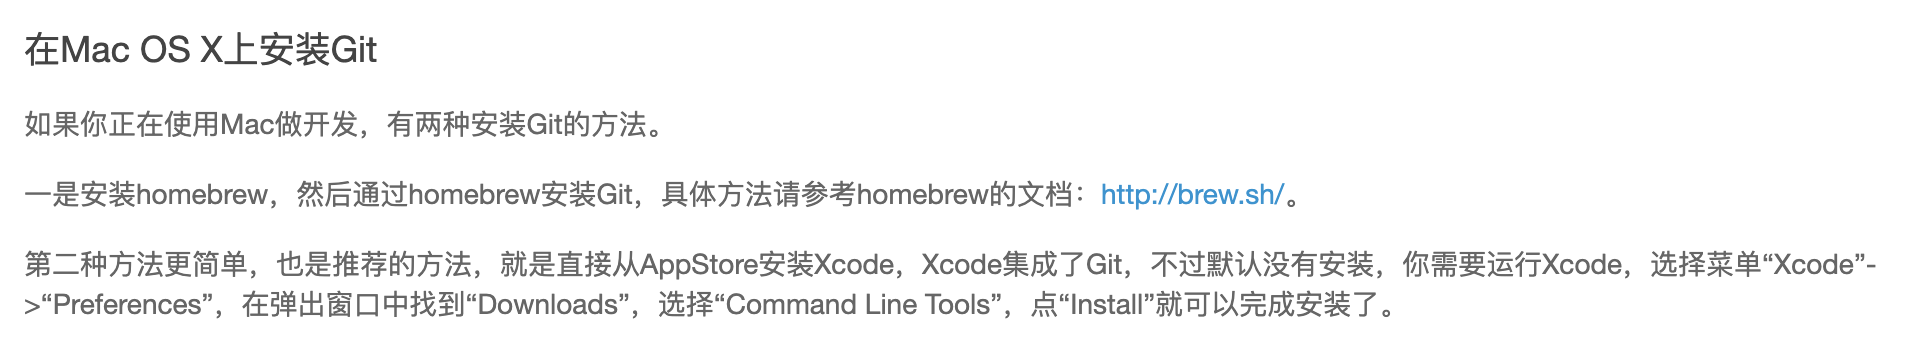 在Mac OS X上安装Git
如果你正在使用Mac做开发，有两种安装Git的方法。
一是安装homebrew，然后通过homebrew安装Git，具体方法请参考homebrew的文档：http://brew.sh/。
第二种方法更简单，也是推荐的方法，就是直接从AppStore安装Xcode，Xcode集成了Git，不过默认没有安装，你需要运行Xcode，选择菜单“Xcode”-
>“Preferences”，在弹出窗口中找到“Downloads”，选择“Command Line Tools”，点“Install”就可以完成安装了。